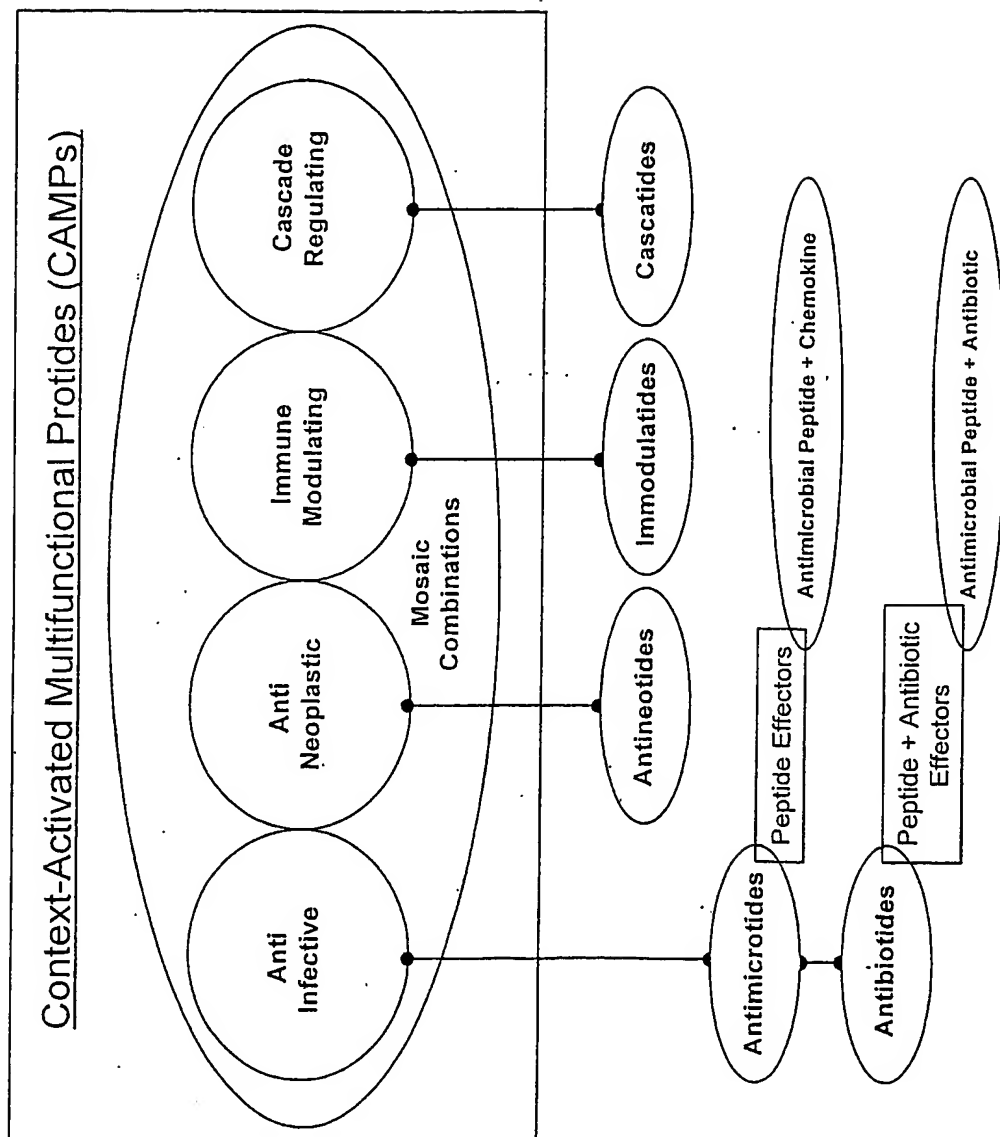 Context-Activated Multifunctional Protides (CAMPs)
Anti
Infective
Anti
Neoplastic
Immune
Modulating
Cascade
Regulating
Mosaic
Combinations
Antineotides
Immodulatides
Cascatides
Antimicrotides
Peptide Effectors
Antimicrobial Peptide + Chemokine
Antibiotides
Peptide + Antibiotic
Effectors
Antimicrobial Peptide + Antibiotic